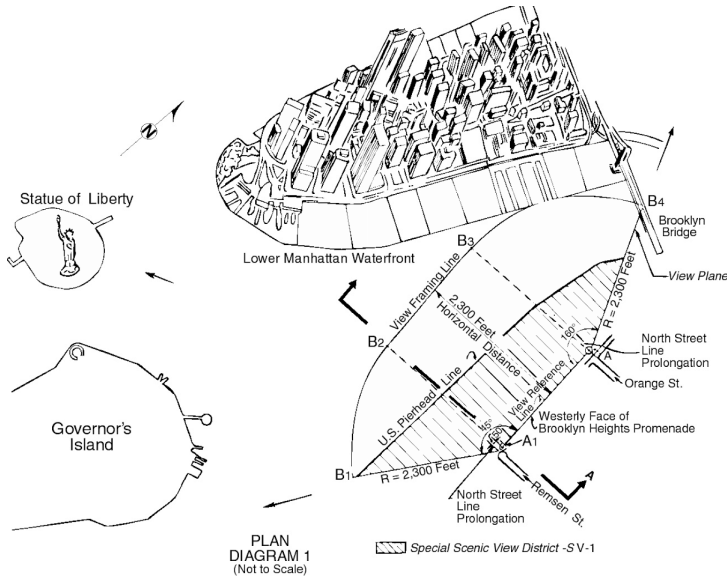 N
Statue of Liberty
Lower Manhattan Waterfront
B4
Brooklyn
Bridge
View Plane
B3
View Framing Line
2,300 Feet
Horizontal Distance
R = 2,300 Feet
B2
160°
A
North Street
Line
Prolongation
Orange St.
U.S. Pierhead Line
View Reference
Line
Westerly Face of
Brooklyn Heights Promenade
Governor's
Island
45°
A1
B1
R = 2,300 Feet
North Street
Line
Prolongation
Remsen St.
A
PLAN
DIAGRAM 1
(Not to Scale)
Special Scenic View District -S V-1